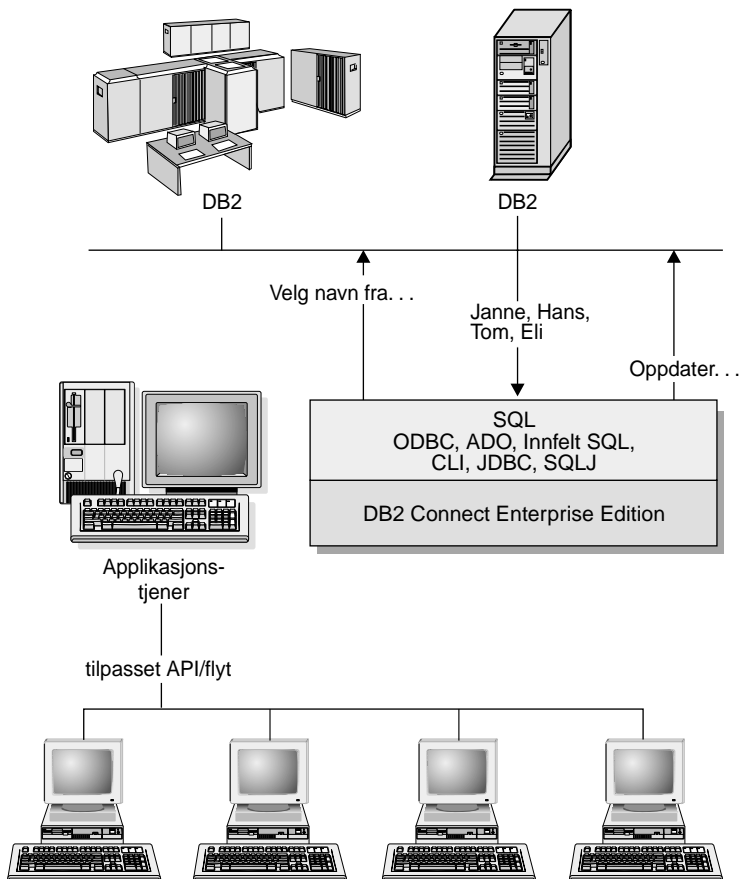 DB2
DB2
Velg navn fra. . .
Janne, Hans,
Tom, Eli
Oppdater. . .
SQL
ODBC, ADO, Innfelt SQL,
CLI, JDBC, SQLJ
DB2 Connect Enterprise Edition
Applikasjons-
tjener
tilpasset API/flyt